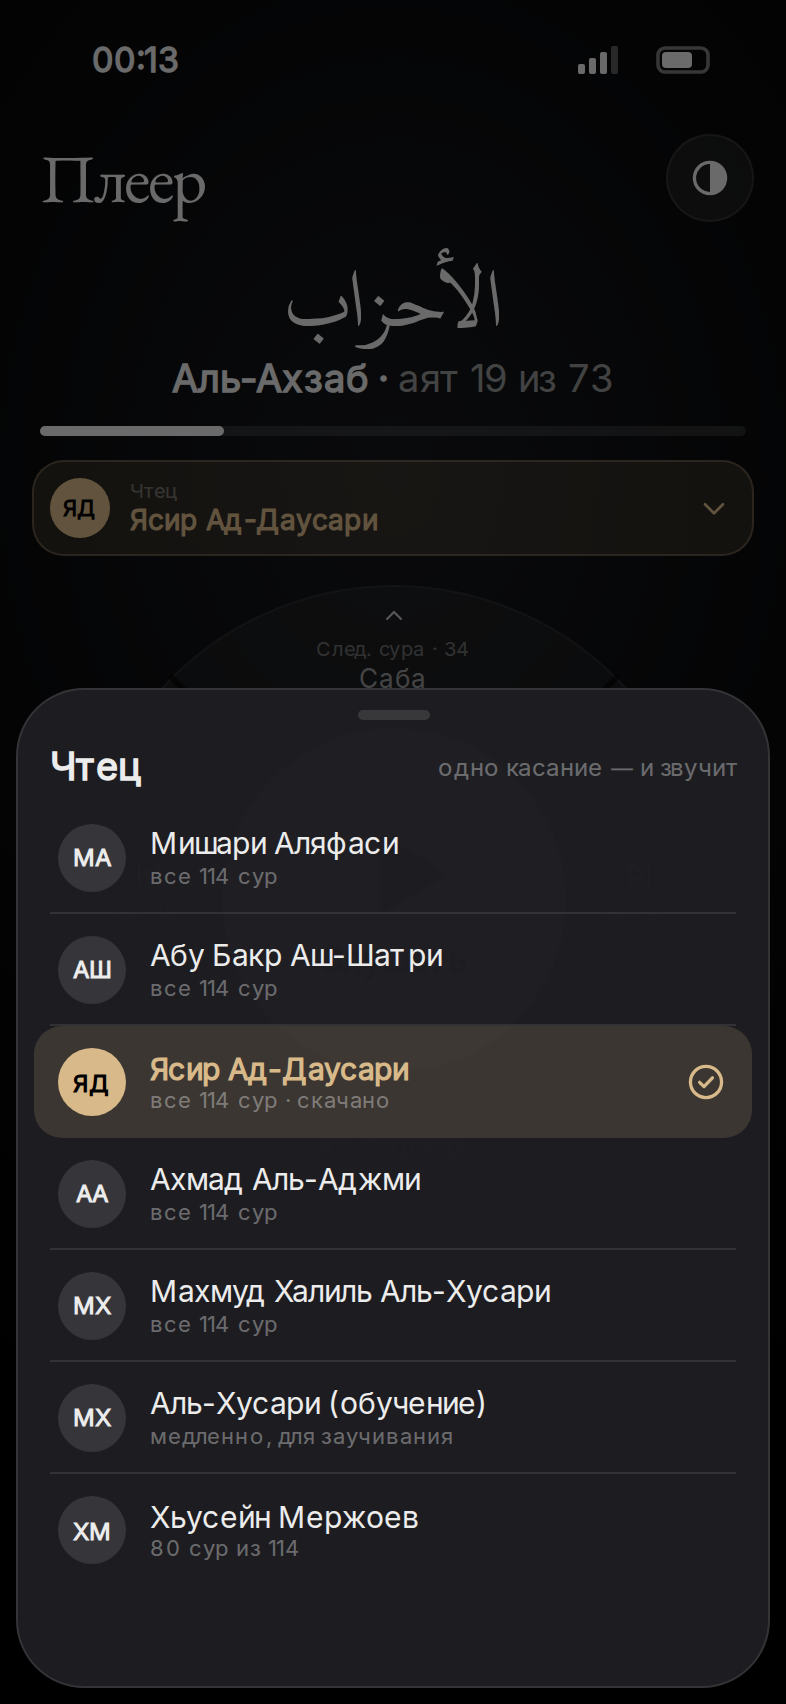 00:13
Плеер
الأحزاب
Аль-Ахзаб · аят 19 из 73
ЯД
Чтец
Ясир Ад-Даусари
След. сура · 34
Саба
Чтец
одно касание — и звучит
МА
Мишари Аляфаси
все 114 сур
АШ
Абу Бакр Аш-Шатри
все 114 сур
ЯД
Ясир Ад-Даусари
все 114 сур · скачано
АА
Ахмад Аль-Аджми
все 114 сур
МХ
Махмуд Халиль Аль-Хусари
все 114 сур
МХ
Аль-Хусари (обучение)
медленно, для заучивания
ХМ
Хьусейн Мержоев
80 сур из 114